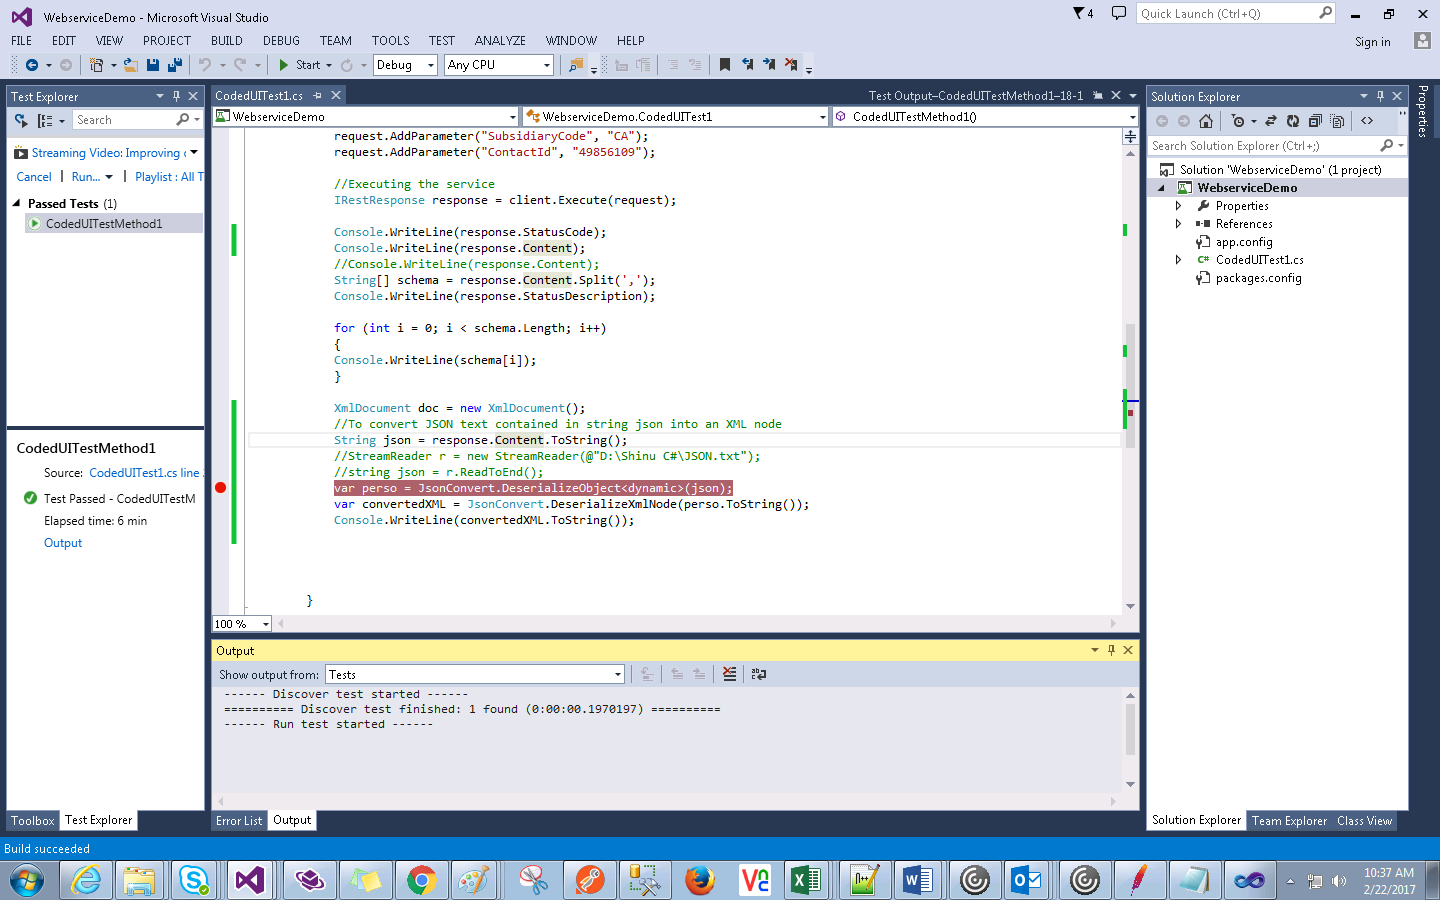 WebserviceDemo - Microsoft Visual Studio
4
Quick Launch (Ctrl+Q)
FILE EDIT VIEW PROJECT BUILD DEBUG TEAM TOOLS TEST ANALYZE WINDOW HELP
Sign in
Start
Debug
Any CPU
Test Explorer
Search
Streaming Video: Improving
Cancel
Run...
Playlist : All T
Passed Tests (1)
CodedUITestMethod1
CodedUITestMethod1
Source: CodedUITest1.cs line
Test Passed - CodedUITestM
Elapsed time: 6 min
Output
Toolbox
Test Explorer
CodedUITest1.cs
Test Output-CodedUITestMethod1-18-1
WebserviceDemo
WebserviceDemo.CodedUITest1
CodedUITestMethod1()
request.AddParameter("SubsidiaryCode", "CA");
request.AddParameter("ContactId", "49856109");
//Executing the service
IRestResponse response = client.Execute(request);
Console.WriteLine(response.StatusCode);
Console.WriteLine(response.Content);
//Console.WriteLine(response.Content);
String[] schema = response.Content.Split(',');
Console.WriteLine(response.StatusDescription);
for (int i = 0; i < schema.Length; i++)
{
Console.WriteLine(schema[i]);
}
XmlDocument doc = new XmlDocument();
//To convert JSON text contained in string json into an XML node
String json = response.Content.ToString();
//StreamReader r = new StreamReader(@"D:\Shinu C#\JSON.txt");
//string json = r.ReadToEnd();
var perso = JsonConvert.DeserializeObject<dynamic>(json);
var convertedXML = JsonConvert.DeserializeXmlNode(perso.ToString());
Console.WriteLine(convertedXML.ToString());
}
100 %
Output
Show output from: Tests
------ Discover test started ------
========== Discover test finished: 1 found (0:00:00.1970197) ==========
------ Run test started ------
Error List
Output
Solution Explorer
Search Solution Explorer (Ctrl+;)
Solution 'WebserviceDemo' (1 project)
WebserviceDemo
Properties
References
app.config
C# CodedUITest1.cs
packages.config
Solution Explorer
Team Explorer
Class View
Properties
Build succeeded
10:37 AM
2/22/2017